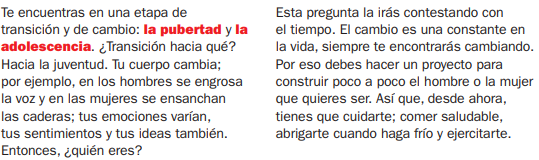 Te encuentras en una etapa de
transición y de cambio: la pubertad y la
adolescencia. ¿Transición hacia qué?
Hacia la juventud. Tu cuerpo cambia;
por ejemplo, en los hombres se engrosa
la voz y en las mujeres se ensanchan
las caderas; tus emociones varían,
tus sentimientos y tus ideas también.
Entonces, ¿quién eres?
Esta pregunta la irás contestando con
el tiempo. El cambio es una constante en
la vida, siempre te encontrarás cambiando.
Por eso debes hacer un proyecto para
construir poco a poco el hombre o la mujer
que quieres ser. Así que, desde ahora,
tienes que cuidarte; comer saludable,
abrigarte cuando haga frío y ejercitarte.